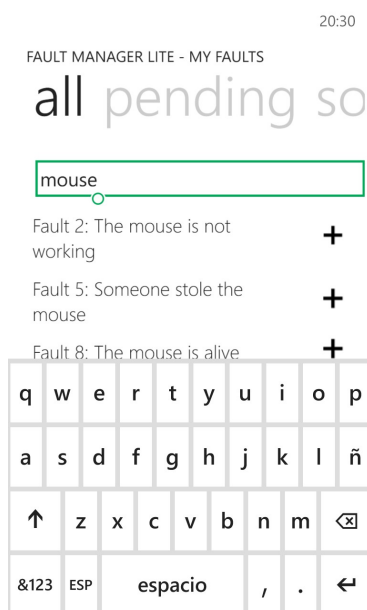 20:30
FAULT MANAGER LITE - MY FAULTS
all pending so
mouse
Fault 2: The mouse is not
working
Fault 5: Someone stole the
mouse
Fault 8: The mouse is alive
q w e r t y u i o p
a s d f g h j k l ñ
z x c v b n m
&123 ESP espacio , .